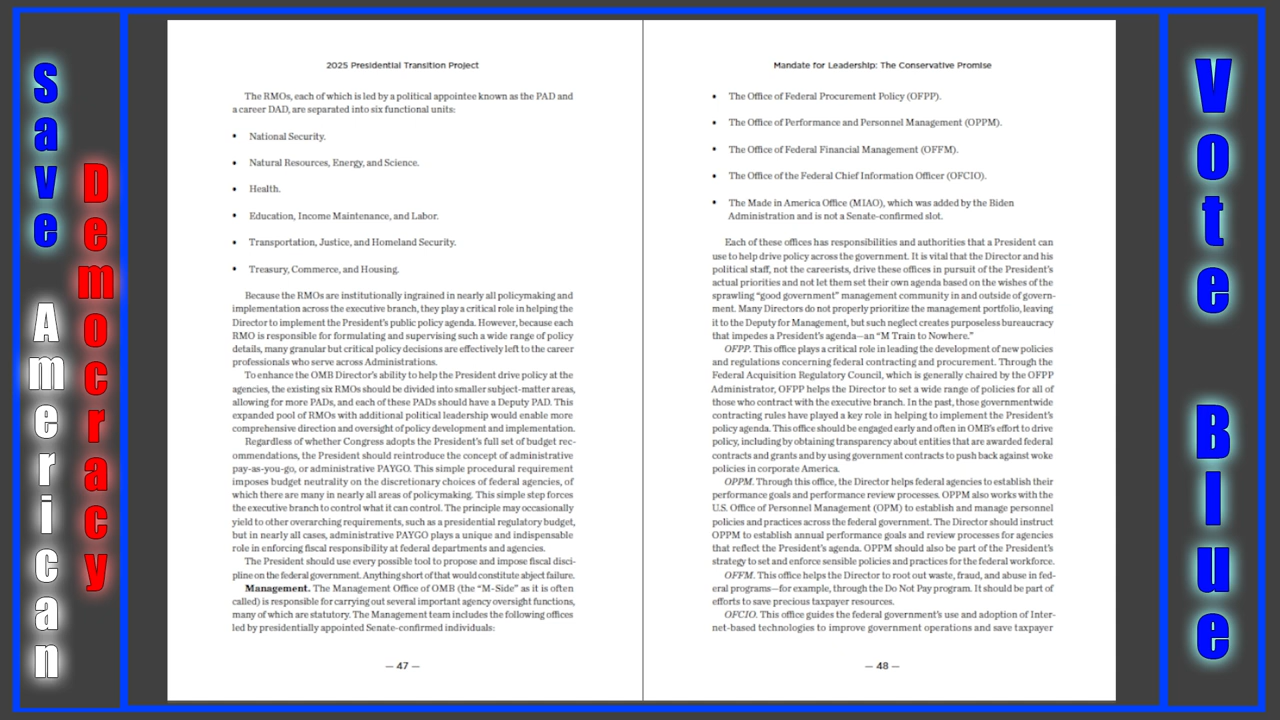 Save
American
Democracy
2025 Presidential Transition Project
The RMOs, each of which is led by a political appointee known as the PAD and
a career DAD, are separated into six functional units:
• National Security.
• Natural Resources, Energy, and Science.
• Health.
• Education, Income Maintenance, and Labor.
• Transportation, Justice, and Homeland Security.
• Treasury, Commerce, and Housing.
Because the RMOs are institutionally ingrained in nearly all policymaking and
implementation across the executive branch, they play a critical role in helping the
Director to implement the President's public policy agenda. However, because each
RMO is responsible for formulating and supervising such a wide range of policy
details, many granular but critical policy decisions are effectively left to the career
professionals who serve across Administrations.
To enhance the OMB Director's ability to help the President drive policy at the
agencies, the existing six RMOs should be divided into smaller subject-matter areas,
allowing for more PADs, and each of these PADs should have a Deputy PAD. This
expanded pool of RMOs with additional political leadership would enable more
comprehensive direction and oversight of policy development and implementation.
Regardless of whether Congress adopts the President's full set of budget rec-
ommendations, the President should reintroduce the concept of administrative
pay-as-you-go, or administrative PAYGO. This simple procedural requirement
imposes budget neutrality on the discretionary choices of federal agencies, of
which there are many in nearly all areas of policymaking. This simple step forces
the executive branch to control what it can control. The principle may occasionally
yield to other overarching requirements, such as a presidential regulatory budget,
but in nearly all cases, administrative PAYGO plays a unique and indispensable
role in enforcing fiscal responsibility at federal departments and agencies.
The President should use every possible tool to propose and impose fiscal disci-
pline on the federal government. Anything short of that would constitute abject failure.
Management. The Management Office of OMB (the "M-Side" as it is often
called) is responsible for carrying out several important agency oversight functions,
many of which are statutory. The Management team includes the following offices
led by presidentially appointed Senate-confirmed individuals:
— 47 —
Mandate for Leadership: The Conservative Promise
• The Office of Federal Procurement Policy (OFPP).
• The Office of Performance and Personnel Management (OPPM).
• The Office of Federal Financial Management (OFFM).
• The Office of the Federal Chief Information Officer (OFCIO).
• The Made in America Office (MIAO), which was added by the Biden
Administration and is not a Senate-confirmed slot.
Each of these offices has responsibilities and authorities that a President can
use to help drive policy across the government. It is vital that the Director and his
political staff, not the careerists, drive these offices in pursuit of the President's
actual priorities and not let them set their own agenda based on the wishes of the
sprawling "good government" management community in and outside of govern-
ment. Many Directors do not properly prioritize the management portfolio, leaving
it to the Deputy for Management, but such neglect creates purposeless bureaucracy
that impedes a President's agenda—an "M Train to Nowhere."
OFPP. This office plays a critical role in leading the development of new policies
and regulations concerning federal contracting and procurement. Through the
Federal Acquisition Regulatory Council, which is generally chaired by the OFPP
Administrator, OFPP helps the Director to set a wide range of policies for all of
those who contract with the executive branch. In the past, those governmentwide
contracting rules have played a key role in helping to implement the President's
policy agenda. This office should be engaged early and often in OMB's effort to drive
policy, including by obtaining transparency about entities that are awarded federal
contracts and grants and by using government contracts to push back against woke
policies in corporate America.
OPPM. Through this office, the Director helps federal agencies to establish their
performance goals and performance review processes. OPPM also works with the
U.S. Office of Personnel Management (OPM) to establish and manage personnel
policies and practices across the federal government. The Director should instruct
OPPM to establish annual performance goals and review processes for agencies
that reflect the President's agenda. OPPM should also be part of the President's
strategy to set and enforce sensible policies and practices for the federal workforce.
OFFM. This office helps the Director to root out waste, fraud, and abuse in fed-
eral programs—for example, through the Do Not Pay program. It should be part of
efforts to save precious taxpayer resources.
OFCIO. This office guides the federal government's use and adoption of Inter-
net-based technologies to improve government operations and save taxpayer
— 48 —
Vote
Blue